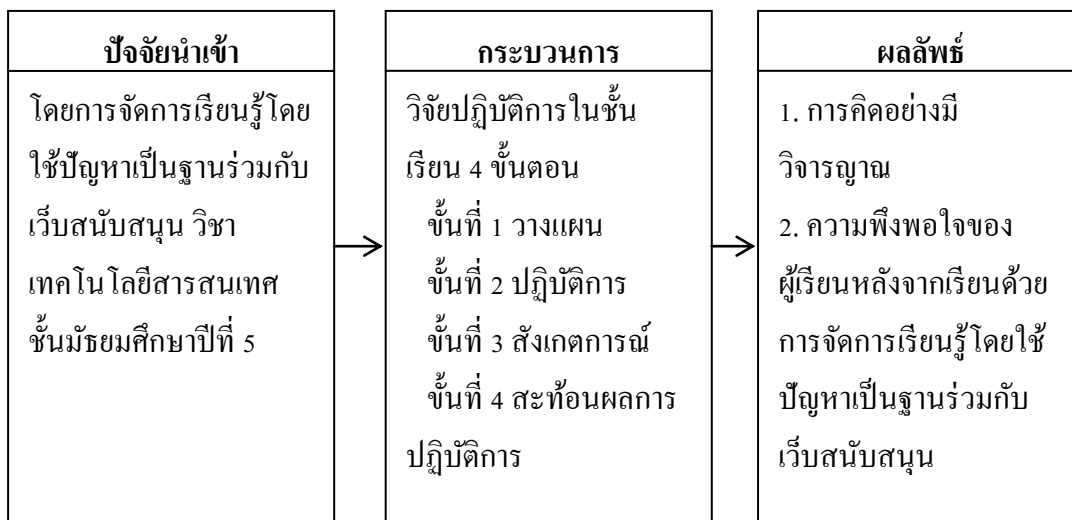 ปัจจัยนำเข้า
โดยการจัดการเรียนรู้โดย
ใช้ปัญหาเป็นฐานร่วมกับ
เว็บสนับสนุน วิชา
เทคโนโลยีสารสนเทศ
ชั้นมัธยมศึกษาปีที่ 5
กระบวนการ
วิจัยปฏิบัติการในชั้น
เรียน 4 ขั้นตอน
ขั้นที่ 1 วางแผน
ขั้นที่ 2 ปฏิบัติการ
ขั้นที่ 3 สังเกตการณ์
ขั้นที่ 4 สะท้อนผลการ
ปฏิบัติการ
ผลลัพธ์
1. การคิดอย่างมี
วิจารญาณ
2. ความพึงพอใจของ
ผู้เรียนหลังจากเรียนด้วย
การจัดการเรียนรู้โดยใช้
ปัญหาเป็นฐานร่วมกับ
เว็บสนับสนุน